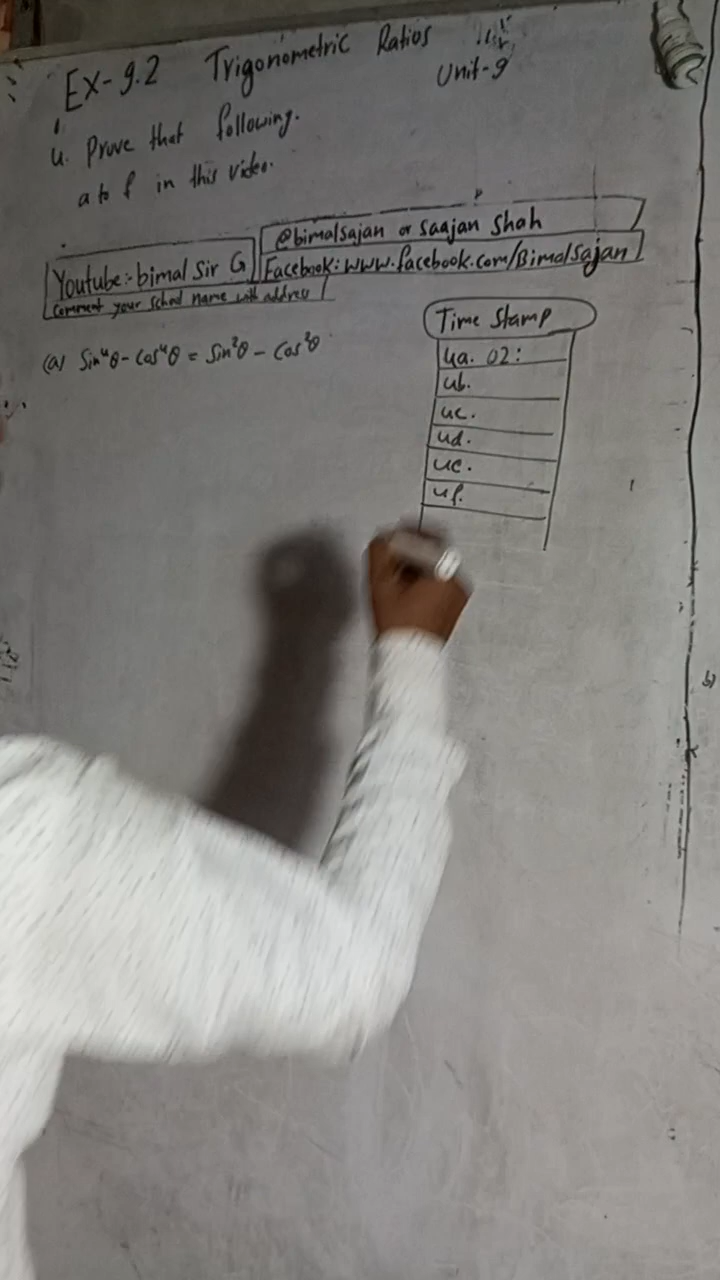 Ex-9.2 Trigonometric Ratios
Unit-9
4. Prove that following.
a to f in this video.
@bimalsajan or Saajan Shah
Youtube:- bimal Sir G
Facebook: www.facebook.com/Bimalsajan
Comment your school name with address
Time Stamp
(a) Sin⁴θ - Cos⁴θ = Sin²θ - Cos²θ
4a. 02:
4b.
4c.
4d.
4e.
4f.